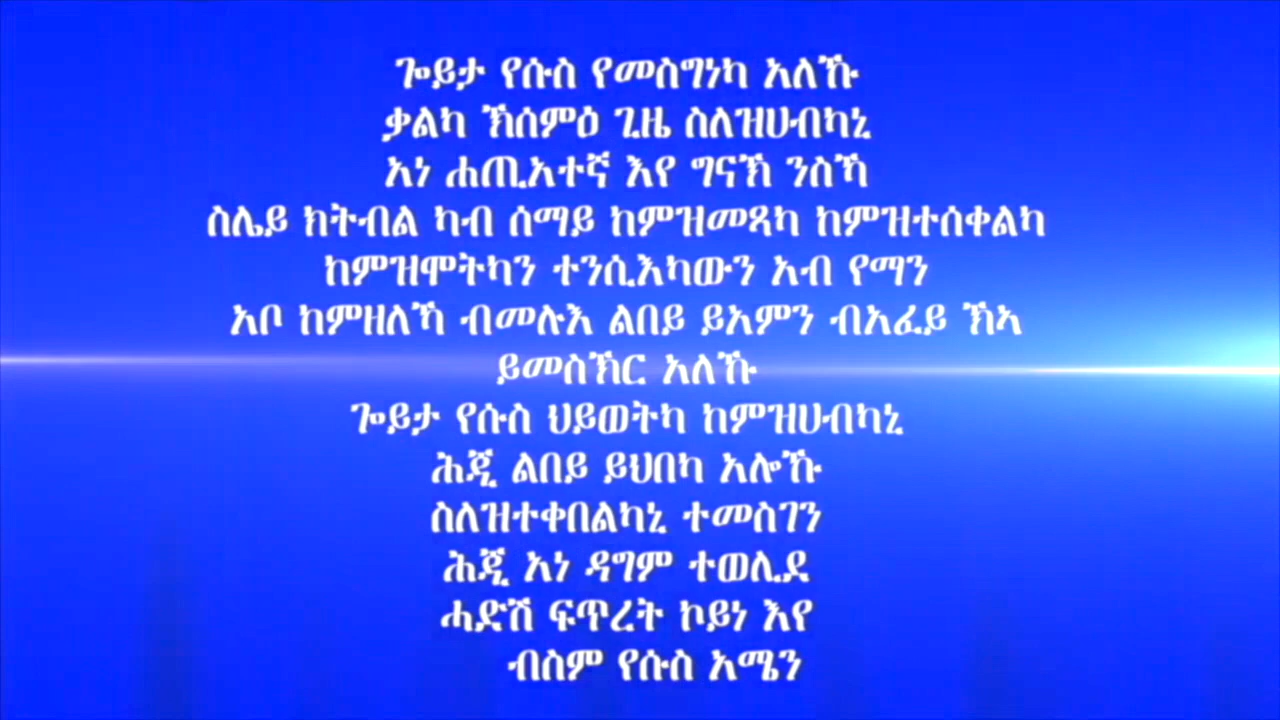 ጐይታ የሱስ የመስግነካ አለኹ
ቃልካ ኽሰምዕ ጊዜ ስለዝሀብካኒ
አነ ሐጢአተኛ እየ ግናኽ ንስኻ
ስሌይ ክትብል ካብ ሰማይ ከምዝመጻካ ከምዝተሰቀልካ
ከምዝሞትካን ተንሲእካውን አብ የማን
አቦ ከምዘለኻ ብመሉእ ልበይ ይአምን ብአፈይ ኽኣ
ይመስኽር አለኹ
ጐይታ የሱስ ህይወትካ ከምዝሀብካኒ
ሕጂ ልበይ ይህበካ አሎኹ
ስለዝተቀበልካኒ ተመስገን
ሕጂ አነ ዳግም ተወሊደ
ሓድሽ ፍጥረት ኮይነ እየ
ብስም የሱስ አሜን